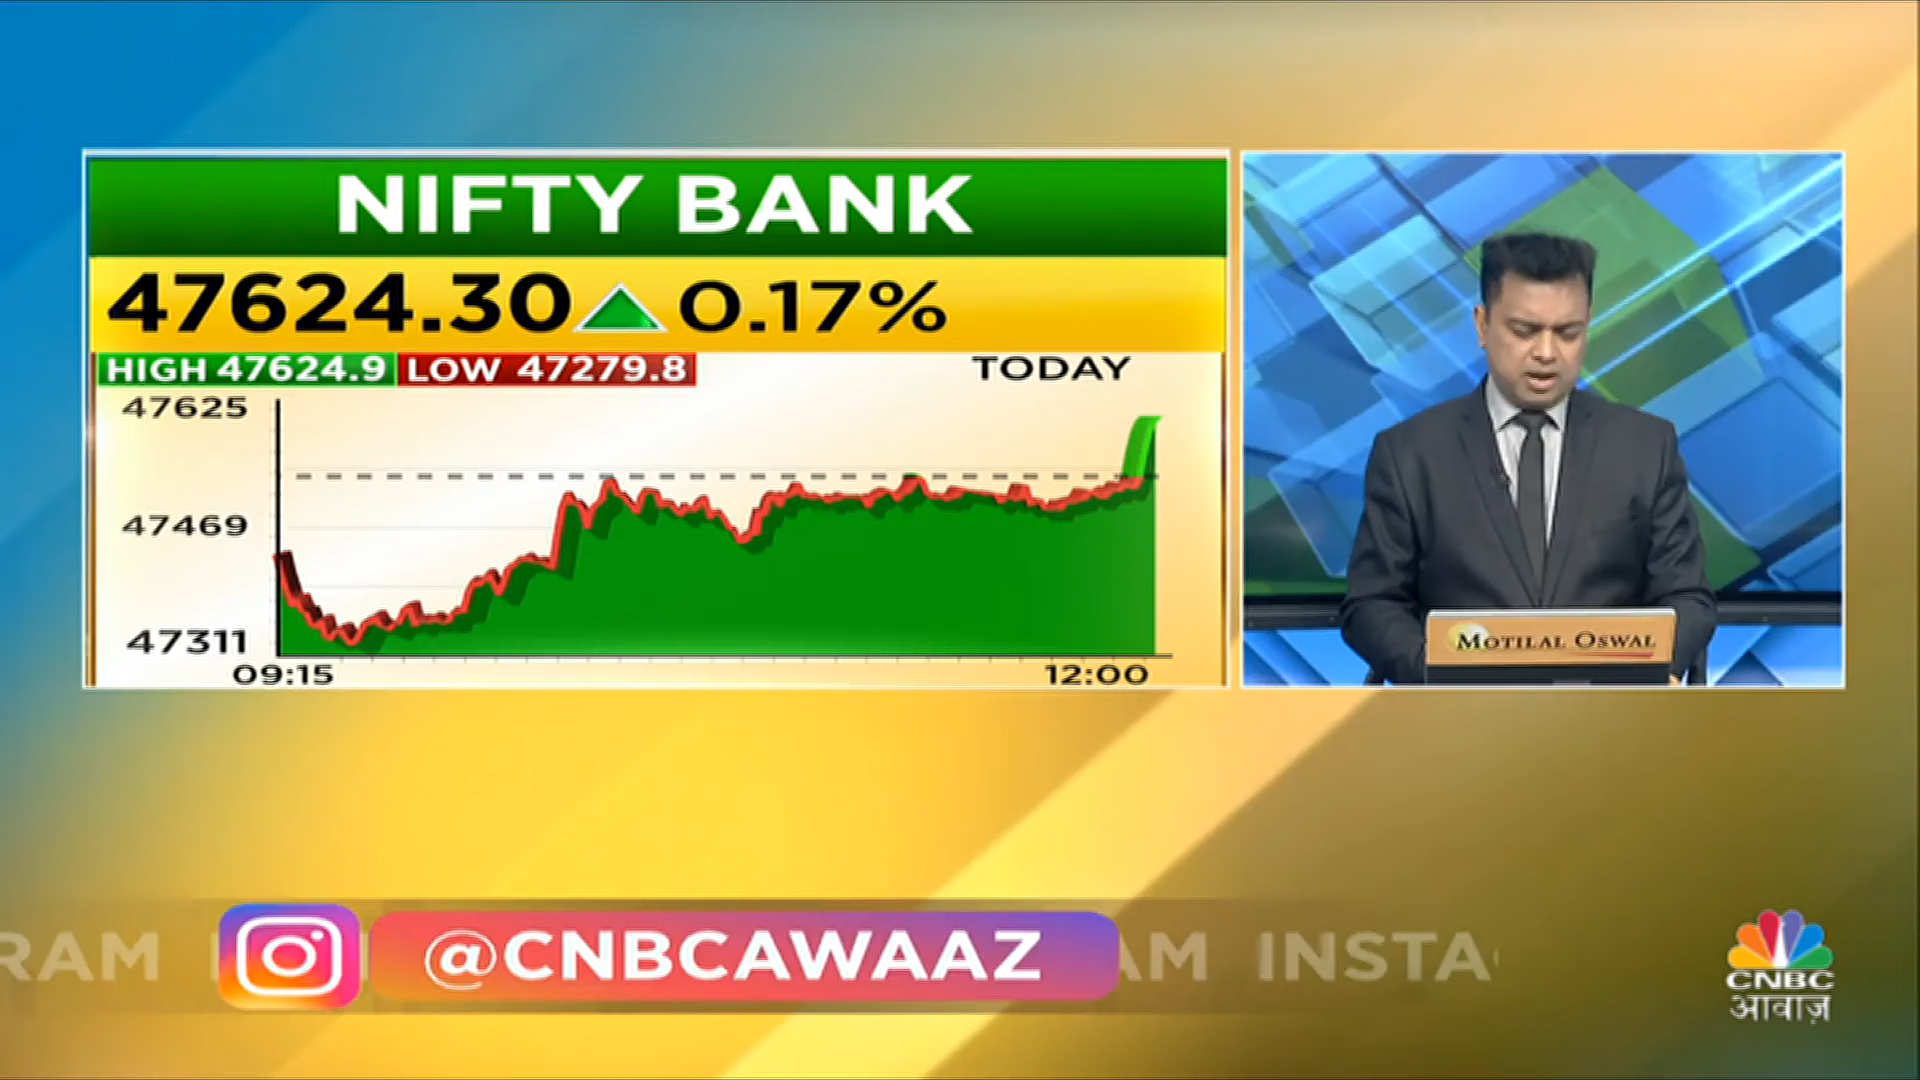 NIFTY BANK
47624.30 0.17%
HIGH 47624.9 LOW 47279.8 TODAY
47625
47469
47311
09:15 12:00
MOTILAL OSWAL
RAM @CNBCAWAAZ AM INSTA
CNBC
आवाज़